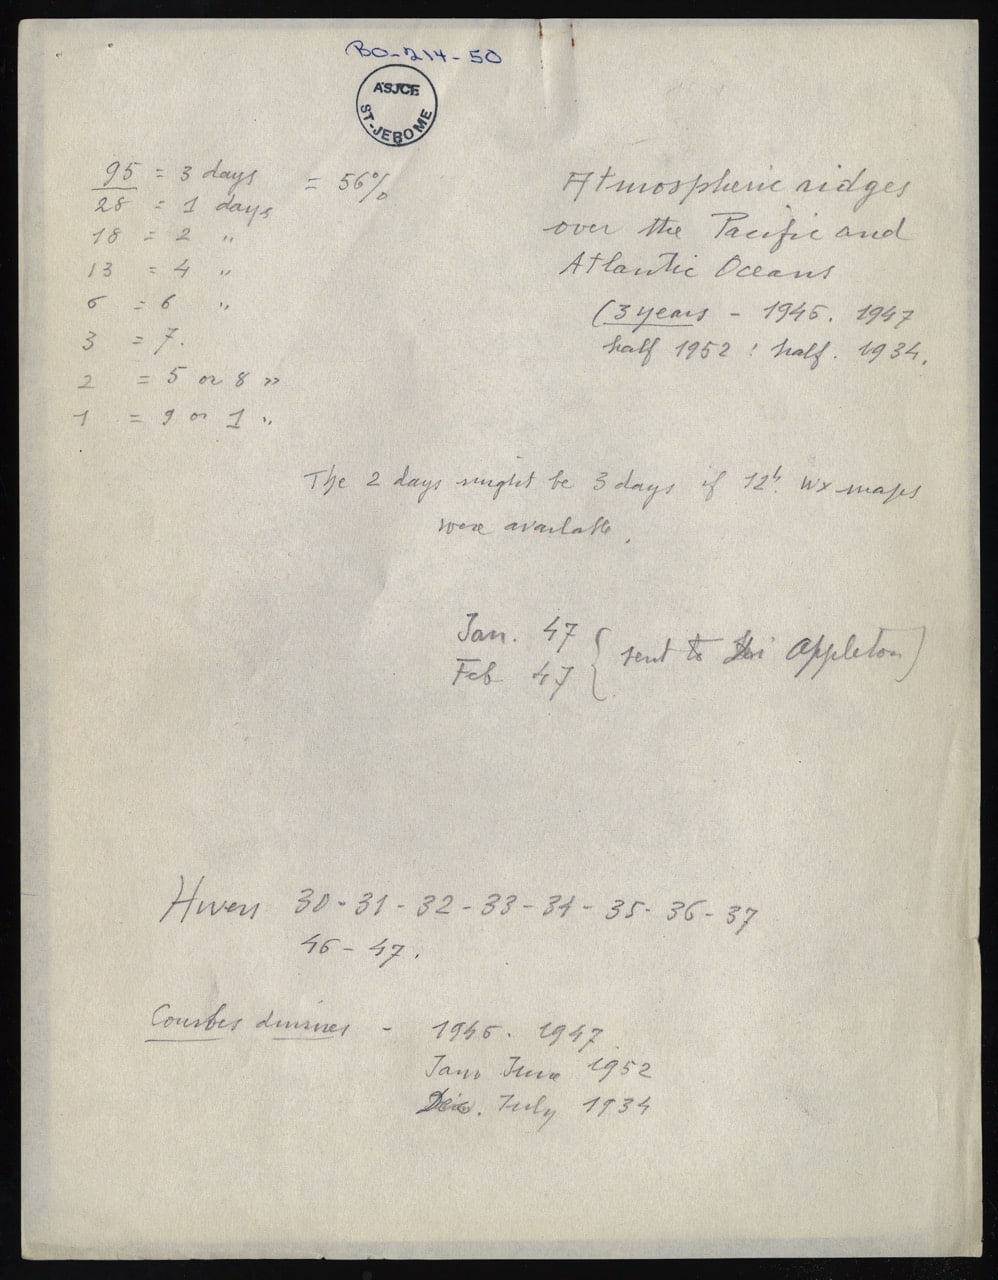 BO-214-50
ASJCF
ST-JEROME
95 = 3 days = 56%
28 = 1 days
18 = 2 "
13 = 4 "
6 = 6 "
3 = 7.
2 = 5 or 8 "
1 = 9 or 1 "
Atmospheric ridges
over the Pacific and
Atlantic Oceans
(3 years - 1946. 1947
half 1952 : half. 1934.
The 2 days might be 3 days if 12h. Wx maps
were available.
Jan. 47
Feb 47 { sent to Appleton)
Hivers 30-31-32-33-34-35-36-37
46-47.
Courbes diurnes - 1946. 1947
Jan. June 1952
Dec. July 1934